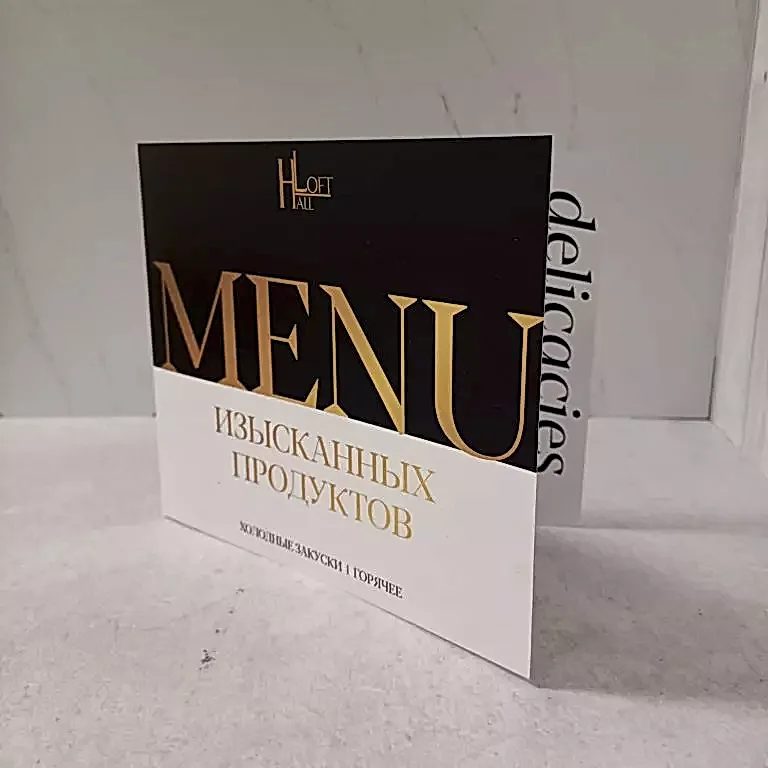 LOFT
HALL
MENU
ИЗЫСКАННЫХ
ПРОДУКТОВ
ХОЛОДНЫЕ ЗАКУСКИ | ГОРЯЧЕЕ
delicacies